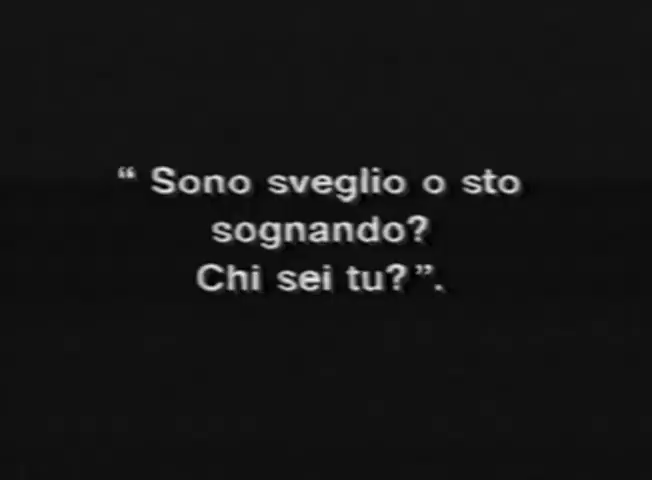 “ Sono sveglio o sto
sognando?
Chi sei tu?”.